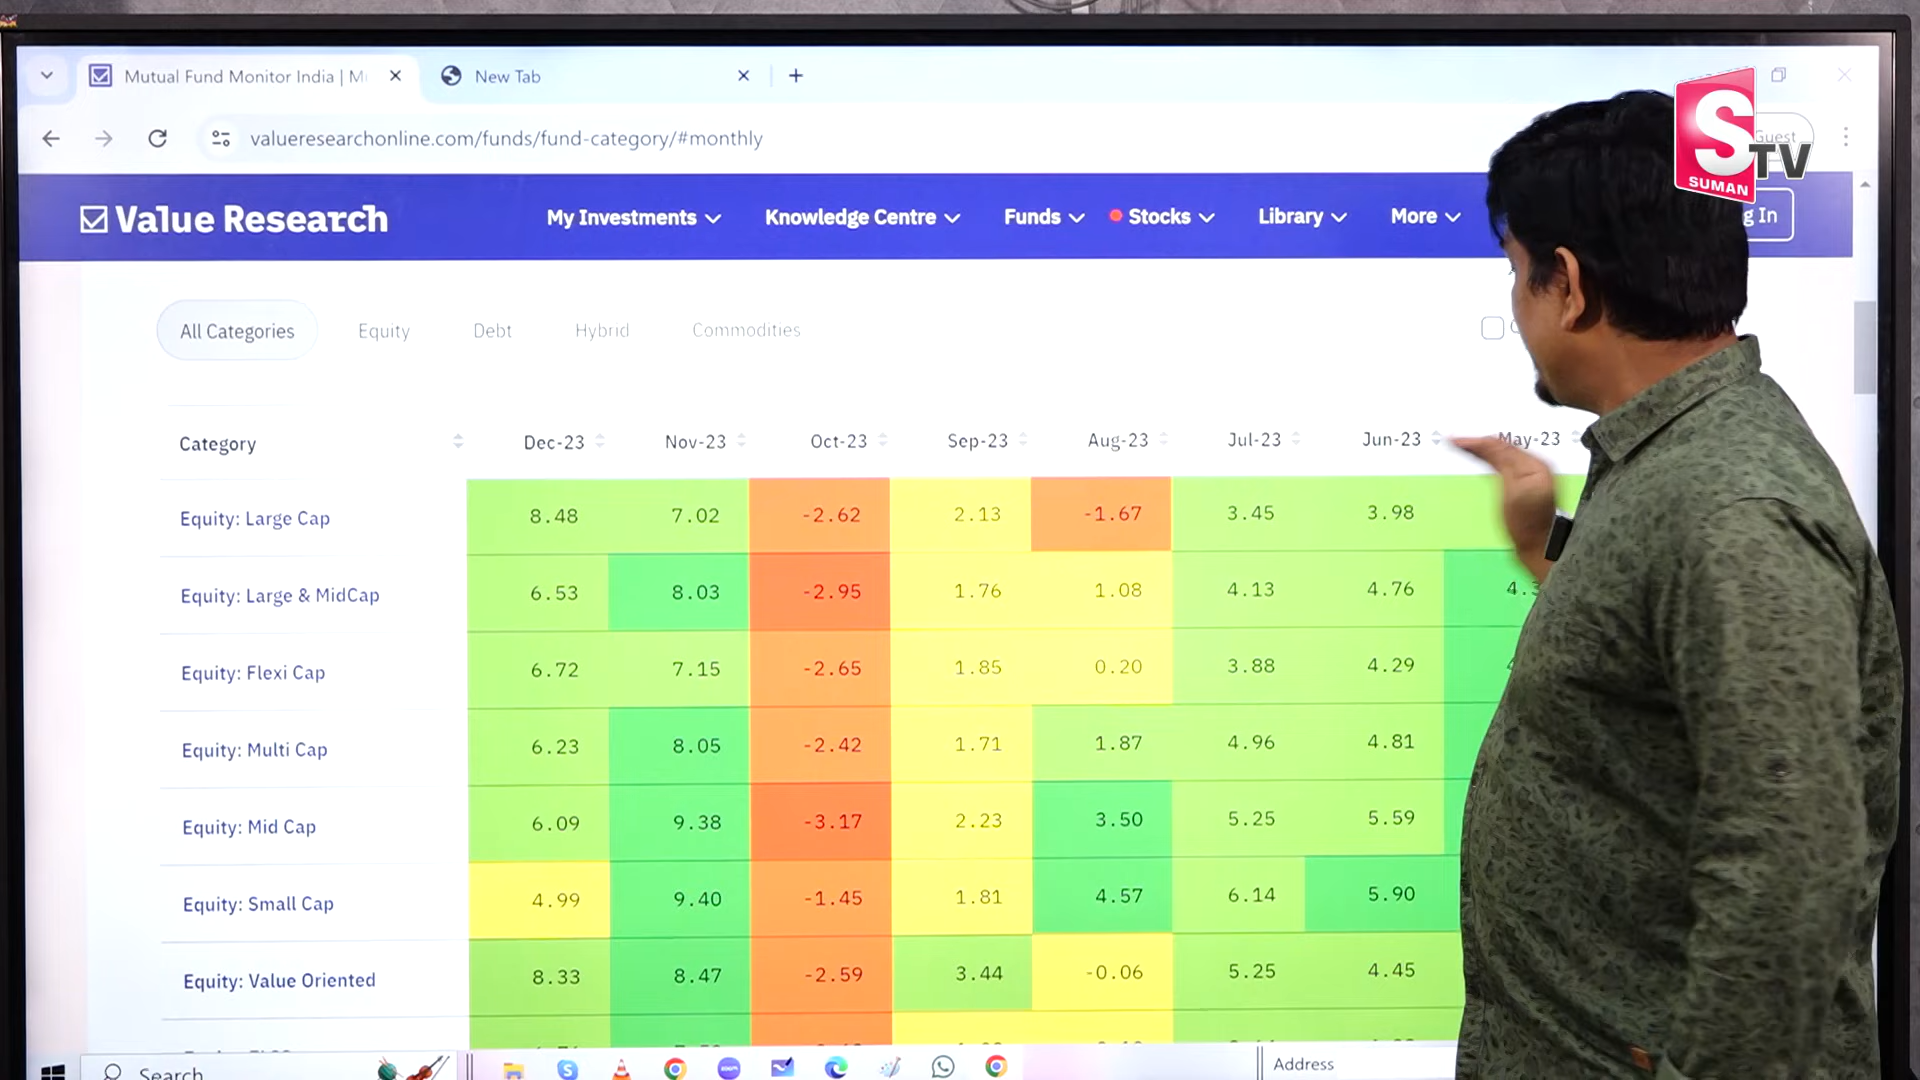 Mutual Fund Monitor India | M
New Tab
valueresearchonline.com/funds/fund-category/#monthly
Guest
S TV
SUMAN
Value Research
My Investments
Knowledge Centre
Funds
Stocks
Library
More
g In
All Categories
Equity
Debt
Hybrid
Commodities
Category Dec-23 Nov-23 Oct-23 Sep-23 Aug-23 Jul-23 Jun-23 May-23
Equity: Large Cap 8.48 7.02 -2.62 2.13 -1.67 3.45 3.98
Equity: Large & MidCap 6.53 8.03 -2.95 1.76 1.08 4.13 4.76 4.3
Equity: Flexi Cap 6.72 7.15 -2.65 1.85 0.20 3.88 4.29
Equity: Multi Cap 6.23 8.05 -2.42 1.71 1.87 4.96 4.81
Equity: Mid Cap 6.09 9.38 -3.17 2.23 3.50 5.25 5.59
Equity: Small Cap 4.99 9.40 -1.45 1.81 4.57 6.14 5.90
Equity: Value Oriented 8.33 8.47 -2.59 3.44 -0.06 5.25 4.45
Search
Address